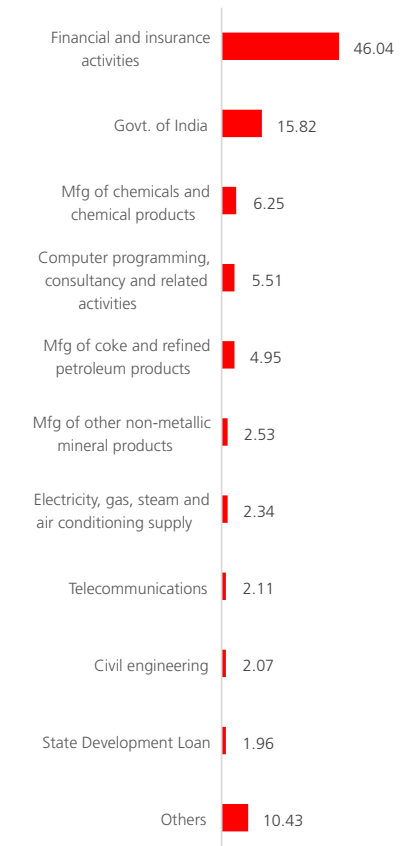 Financial and insurance
activities
46.04
Govt. of India
15.82
Mfg of chemicals and
chemical products
6.25
Computer programming,
consultancy and related
activities
5.51
Mfg of coke and refined
petroleum products
4.95
Mfg of other non-metallic
mineral products
2.53
Electricity, gas, steam and
air conditioning supply
2.34
Telecommunications
2.11
Civil engineering
2.07
State Development Loan
1.96
Others
10.43